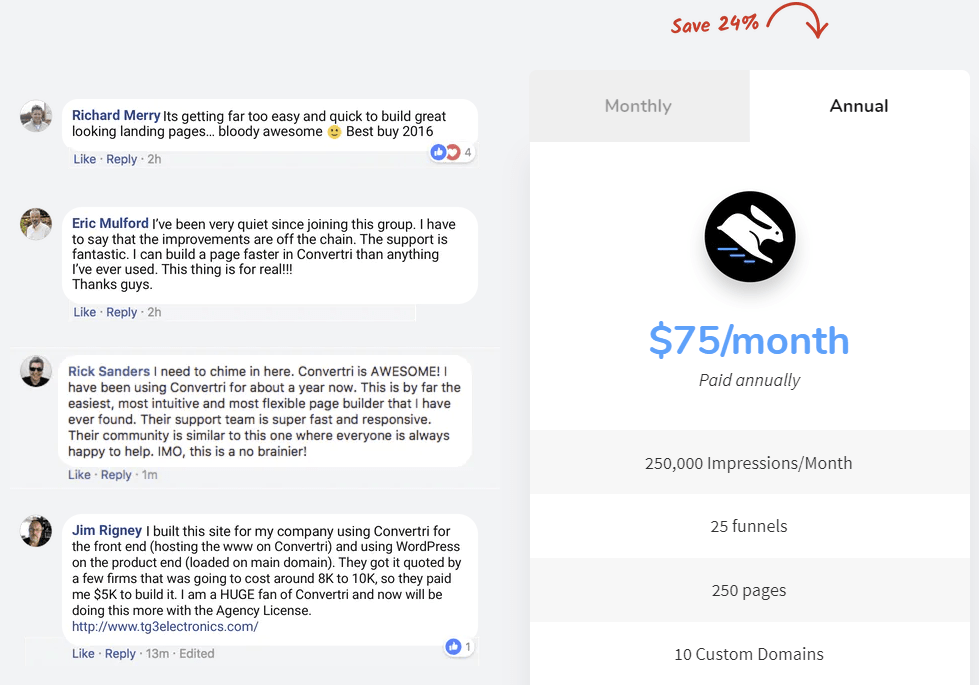 Save 24%
Richard Merry Its getting far too easy and quick to build great
looking landing pages... bloody awesome 🙂 Best buy 2016
4
Like · Reply · 2h
Eric Mulford I've been very quiet since joining this group. I have
to say that the improvements are off the chain. The support is
fantastic. I can build a page faster in Convertri than anything
I've ever used. This thing is for real!!!
Thanks guys.
Like · Reply · 2h
Rick Sanders I need to chime in here. Convertri is AWESOME! I
have been using Convertri for about a year now. This is by far the
easiest, most intuitive and most flexible page builder that I have
ever found. Their support team is super fast and responsive.
Their community is similar to this one where everyone is always
happy to help. IMO, this is a no brainier!
Like · Reply · 1m
Jim Rigney I built this site for my company using Convertri for
the front end (hosting the www on Convertri) and using WordPress
on the product end (loaded on main domain). They got it quoted by
a few firms that was going to cost around 8K to 10K, so they paid
me $5K to build it. I am a HUGE fan of Convertri and now will be
doing this more with the Agency License.
http://www.tg3electronics.com/
1
Like · Reply · 13m · Edited
Monthly
Annual
$75/month
Paid annually
250,000 Impressions/Month
25 funnels
250 pages
10 Custom Domains